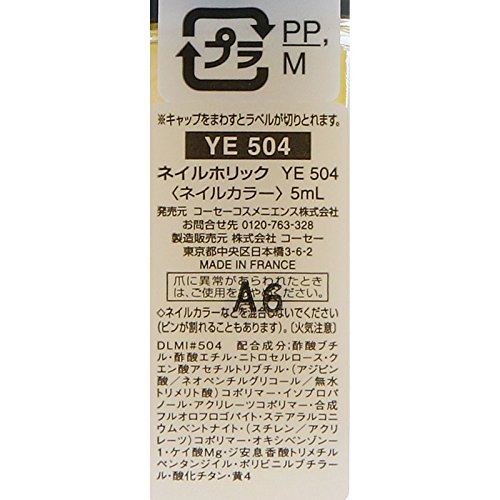 プラ
PP,
M
※キャップをまわすとラベルが切りとれます。
YE 504
ネイルホリック YE 504
〈ネイルカラー〉5mL
発売元 コーセーコスメニエンス株式会社
お問合せ先 0120-763-328
製造販売元 株式会社 コーセー
東京都中央区日本橋3-6-2
MADE IN FRANCE
爪に異常があらわれたとき
は、ご使用をおやめください。
A6
◇ネイルカラーなどを混合しないでください
(ビンが割れることもあります)。〔火気注意〕
DLMI#504 配合成分:酢酸ブチ
ル・酢酸エチル・ニトロセルロース・ク
エン酸アセチルトリブチル・(アジピン
酸/ネオペンチルグリコール/無水
トリメリト酸)コポリマー・イソプロパ
ノール・アクリレーツコポリマー・合成
フルオロフロゴパイト・ステアラルコニ
ウムベントナイト・(スチレン/アクリ
レーツ)コポリマー・オキシベンゾン-
1・ケイ酸Mg・ジ安息香酸トリメチル
ペンタンジイル・ポリビニルブチラー
ル・酸化チタン・黄4